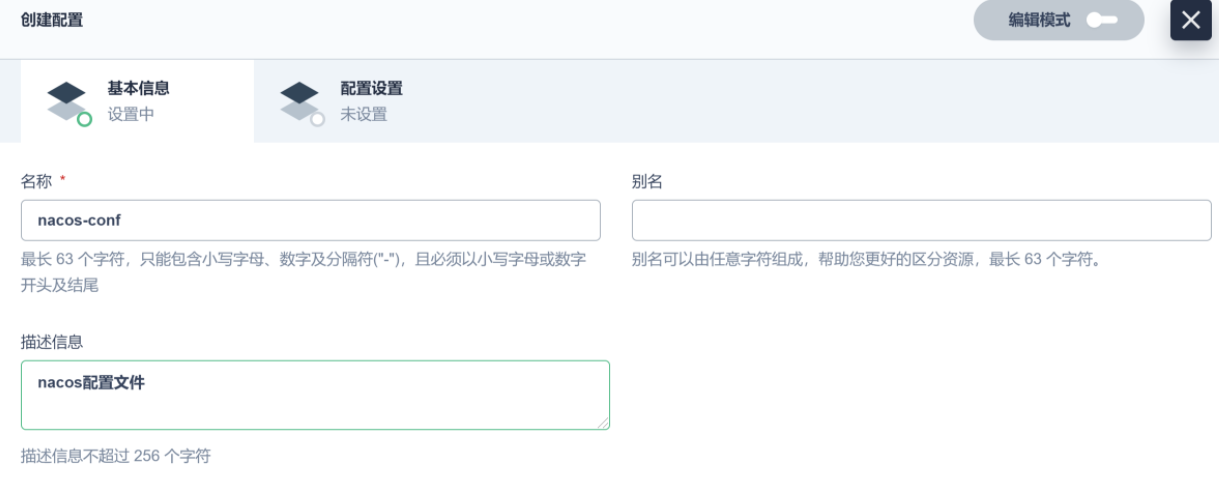 创建配置
编辑模式
基本信息
设置中
配置设置
未设置
名称 *
别名
nacos-conf
最长 63 个字符，只能包含小写字母、数字及分隔符("-")，且必须以小写字母或数字
开头及结尾
别名可以由任意字符组成，帮助您更好的区分资源，最长 63 个字符。
描述信息
nacos配置文件
描述信息不超过 256 个字符